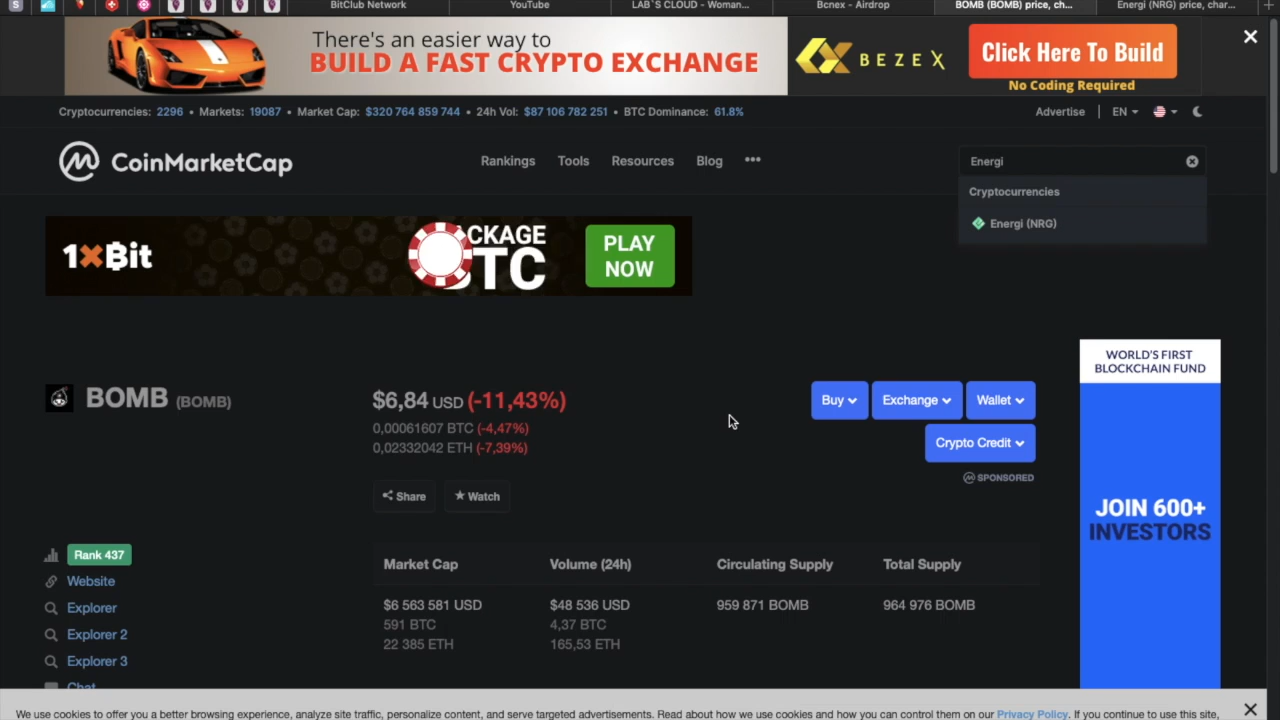 BitClub Network
YouTube
LAB`S CLOUD - Woman...
Bcnex - Airdrop
BOMB (BOMB) price, ch...
Energi (NRG) price, char...
There's an easier way to
BUILD A FAST CRYPTO EXCHANGE
BEZEX
Click Here To Build
No Coding Required
Cryptocurrencies: 2296 • Markets: 19087 • Market Cap: $320 764 859 744 • 24h Vol: $87 106 782 251 • BTC Dominance: 61.8%
Advertise
EN
CoinMarketCap
Rankings
Tools
Resources
Blog
•••
Energi
Cryptocurrencies
Energi (NRG)
1xBit
CKAGE
BTC
PLAY
NOW
WORLD'S FIRST
BLOCKCHAIN FUND
JOIN 600+
INVESTORS
BOMB (BOMB)
$6,84 USD (-11,43%)
0,00061607 BTC (-4,47%)
0,02332042 ETH (-7,39%)
Buy
Exchange
Wallet
Crypto Credit
SPONSORED
Share
Watch
Rank 437
Website
Explorer
Explorer 2
Explorer 3
Chat
Market Cap
Volume (24h)
Circulating Supply
Total Supply
$6 563 581 USD
$48 536 USD
959 871 BOMB
964 976 BOMB
591 BTC
4,37 BTC
22 385 ETH
165,53 ETH
We use cookies to offer you a better browsing experience, analyze site traffic, personalize content, and serve targeted advertisements. Read about how we use cookies and how you can control them on our Privacy Policy. If you continue to use this site,